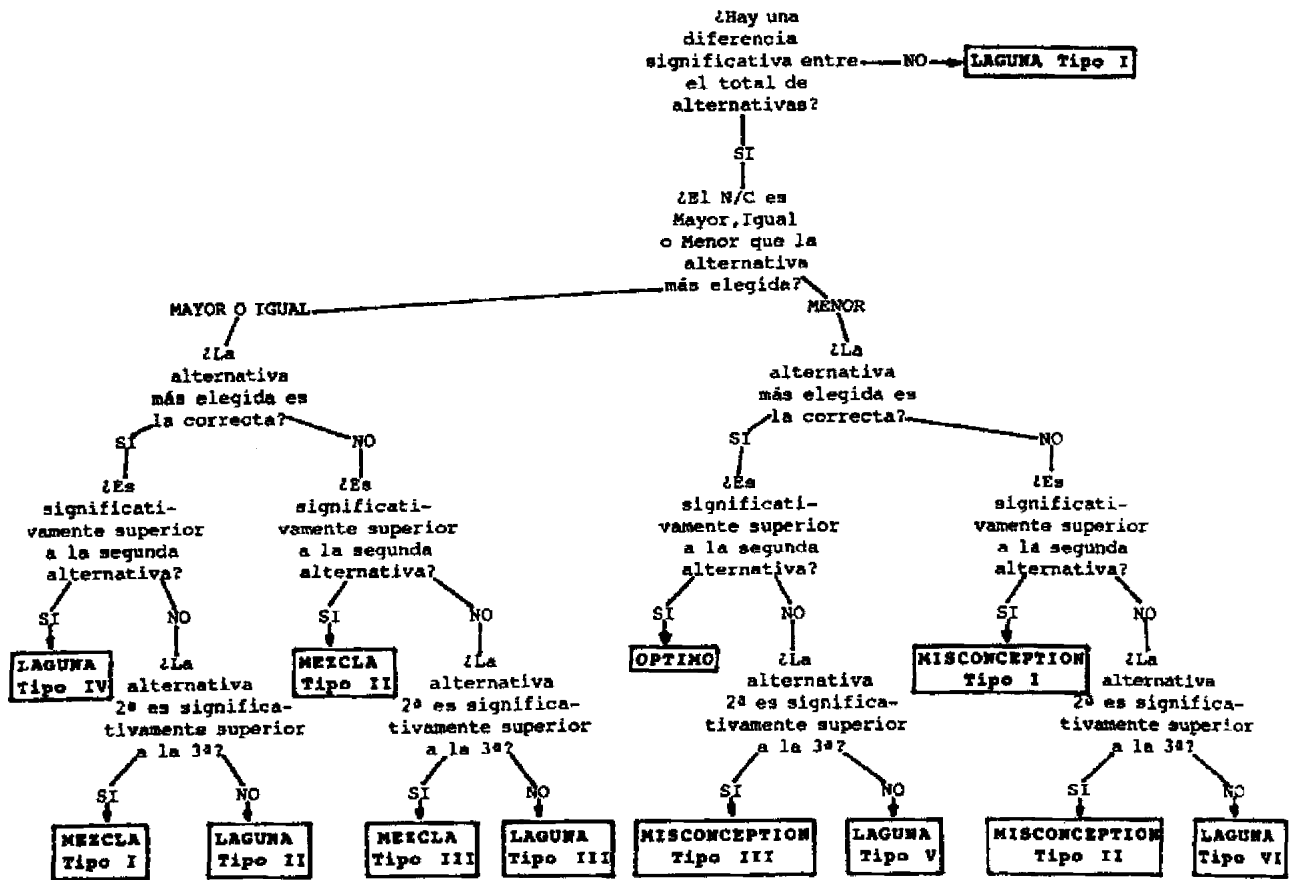 ¿Hay una
diferencia
significativa entre
el total de
alternativas?
NO
LAGUNA Tipo I
SI
¿El N/C es
Mayor,Igual
o Menor que la
alternativa
más elegida?
MAYOR O IGUAL
MENOR
¿La
alternativa
más elegida es
la correcta?
¿La
alternativa
más elegida es
la correcta?
SI
NO
SI
NO
¿Es
significati-
vamente superior
a la segunda
alternativa?
¿Es
significati-
vamente superior
a la segunda
alternativa?
¿Es
significati-
vamente superior
a la segunda
alternativa?
¿Es
significati-
vamente superior
a la segunda
alternativa?
SI
NO
SI
NO
SI
NO
SI
NO
LAGUNA
Tipo IV
¿La
alternativa
2ª es significa-
tivamente superior
a la 3ª?
MEZCLA
Tipo II
¿La
alternativa
2ª es significa-
tivamente superior
a la 3ª?
OPTIMO
¿La
alternativa
2ª es significa-
tivamente superior
a la 3ª?
MISCONCEPTION
Tipo I
¿La
alternativa
2ª es significa-
tivamente superior
a la 3ª?
SI
NO
SI
NO
SI
NO
SI
NO
MEZCLA
Tipo I
LAGUNA
Tipo II
MEZCLA
Tipo III
LAGUNA
Tipo III
MISCONCEPTION
Tipo III
LAGUNA
Tipo V
MISCONCEPTION
Tipo II
LAGUNA
Tipo VI